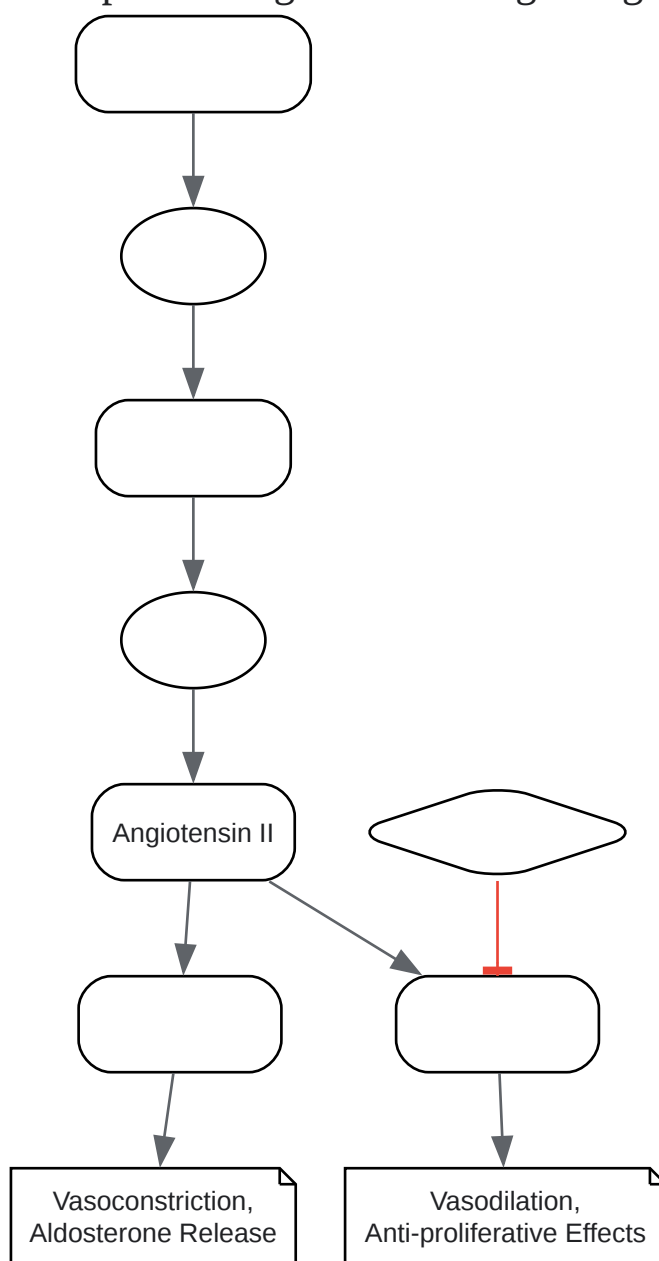 Angiotensin II
Vasoconstriction,
Aldosterone Release
Vasodilation,
Anti-proliferative Effects